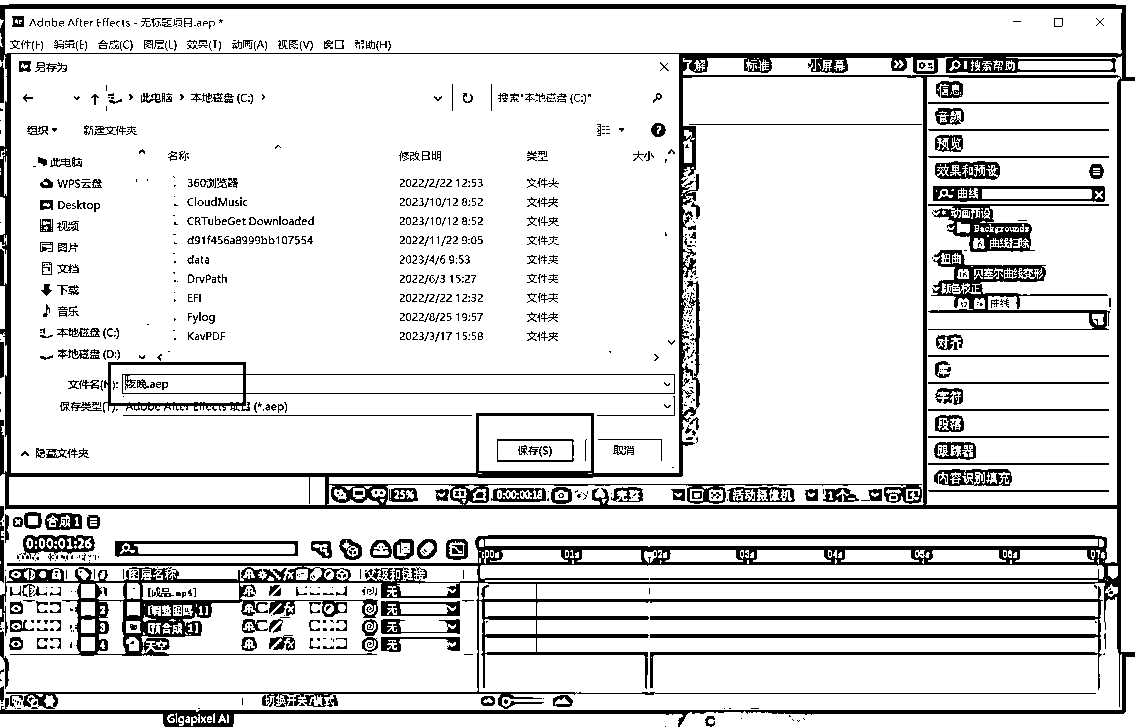 Adobe After Effects - 无标题项目.aep *
文件(F) 编辑(E) 合成(C) 图层(L) 效果(T) 动画(A) 视图(V) 窗口 帮助(H)
另存为
了解 标准 小屏幕 搜索帮助
此电脑 本地磁盘 (C:) 搜索"本地磁盘 (C:)"
组织 新建文件夹
名称 修改日期 类型 大小
此电脑
WPS云盘
Desktop
视频
图片
文档
下载
音乐
本地磁盘 (C:)
本地磁盘 (D:)
360浏览器 2022/2/22 12:53 文件夹
CloudMusic 2023/10/12 8:52 文件夹
CRTubeGet Downloaded 2023/10/12 8:52 文件夹
d91f456a8999bb107554 2022/11/22 9:05 文件夹
data 2023/4/6 9:53 文件夹
DrvPath 2022/6/3 15:27 文件夹
EFI 2022/2/22 12:32 文件夹
Fylog 2022/8/25 19:57 文件夹
KavPDF 2023/3/17 15:58 文件夹
文件名(N): 夜晚.aep
保存类型(T): Adobe After Effects 项目 (*.aep)
隐藏文件夹 保存(S) 取消
信息
音频
预览
效果和预设
曲线
动画预设
Backgrounds
曲线扫除
扭曲
贝塞尔曲线变形
颜色校正
曲线
对齐
库
字符
段落
跟踪器
内容识别填充
25% 0:00:00:18 完整 活动摄像机 1个...
合成 1
0:00:01:26
:00s 01s 02s 03s 04s 05s 06s 07s
# 图层名称 父级和链接
1 [成品.mp4] 无
2 [调整图层 1] 无
3 [预合成 1] 无
4 天空 无
切换开关/模式
Gigapixel AI